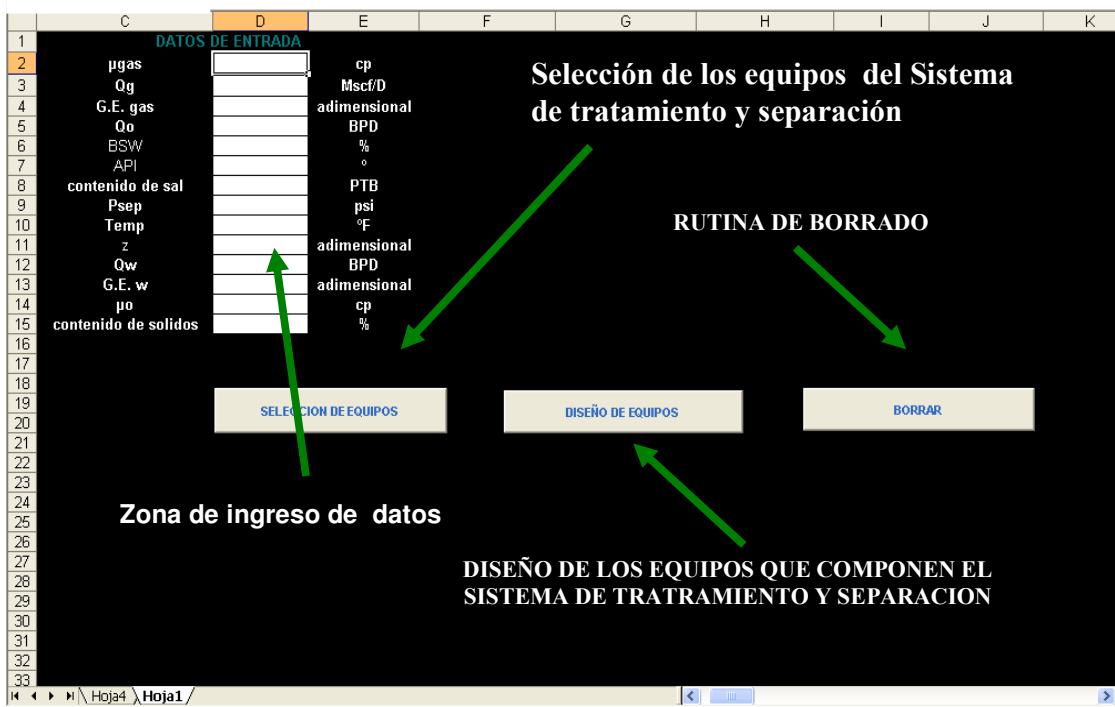 C D E F G H I J K
1 DATOS DE ENTRADA
2 µgas cp
3 Qg Mscf/D
4 G.E. gas adimensional
5 Qo BPD
6 BSW %
7 API º
8 contenido de sal PTB
9 Psep psi
10 Temp ºF
11 z adimensional
12 Qw BPD
13 G.E. w adimensional
14 µo cp
15 contenido de solidos %
16
17
18
19
20
21
22
23
24
25
26
27
28
29
30
31
32
33
Selección de los equipos del Sistema
de tratamiento y separación
RUTINA DE BORRADO
SELECCION DE EQUIPOS
DISEÑO DE EQUIPOS
BORRAR
Zona de ingreso de datos
DISEÑO DE LOS EQUIPOS QUE COMPONEN EL
SISTEMA DE TRATRAMIENTO Y SEPARACION
Hoja4 Hoja1